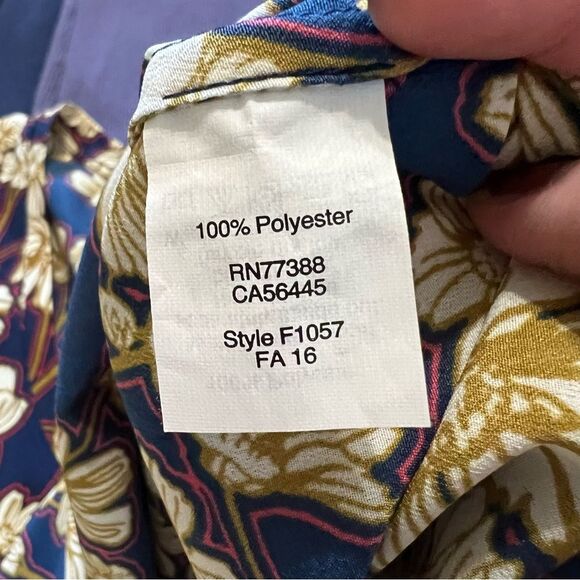 100% Polyester
RN77388
CA56445
Style F1057
FA 16